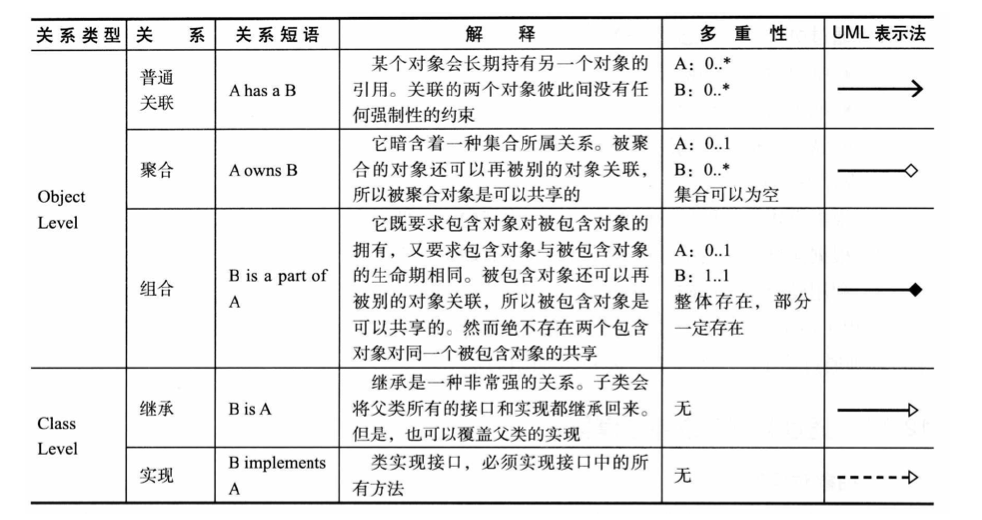 关系类型 关系 关系短语 解释 多重性 UML 表示法
Object
Level
普通
关联
A has a B
某个对象会长期持有另一个对象的
引用。关联的两个对象彼此间没有任
何强制性的约束
A：0..*
B：0..*
聚合
A owns B
它暗含着一种集合所属关系。被聚
合的对象还可以再被别的对象关联，
所以被聚合对象是可以共享的
A：0..1
B：0..*
集合可以为空
组合
B is a part of
A
它既要求包含对象对被包含对象的
拥有，又要求包含对象与被包含对象
的生命期相同。被包含对象还可以再
被别的对象关联，所以被包含对象是
可以共享的。然而绝不存在两个包含
对象对同一个被包含对象的共享
A：0..1
B：1..1
整体存在，部分
一定存在
Class
Level
继承
B is A
继承是一种非常强的关系。子类会
将父类所有的接口和实现都继承回来。
但是，也可以覆盖父类的实现
无
实现
B implements
A
类实现接口，必须实现接口中的所
有方法
无